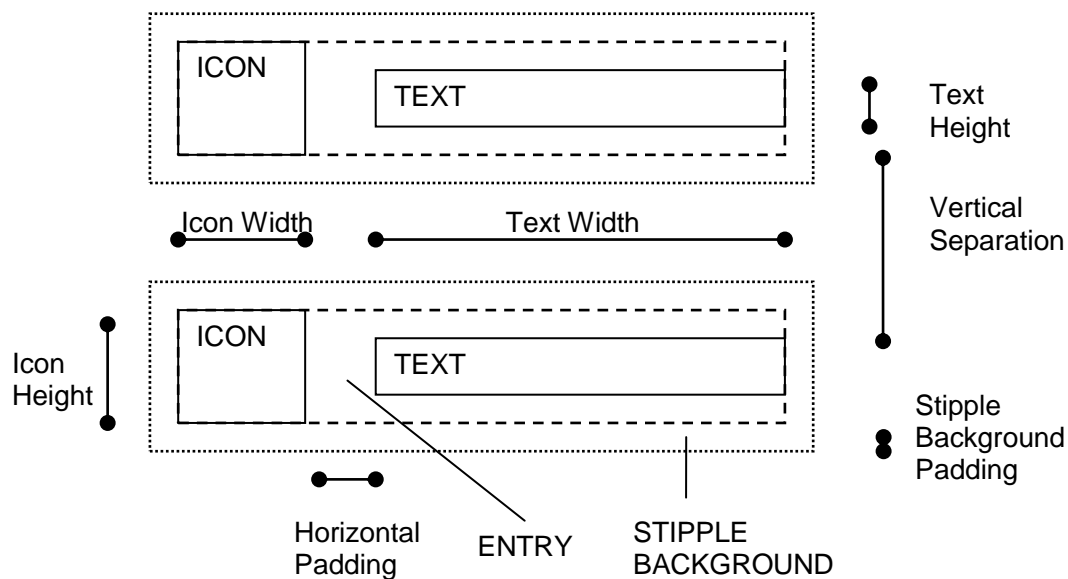 ICON
TEXT
Text
Height
Icon Width
Text Width
Vertical
Separation
ICON
TEXT
Icon
Height
Stipple
Background
Padding
Horizontal
Padding
ENTRY
STIPPLE
BACKGROUND